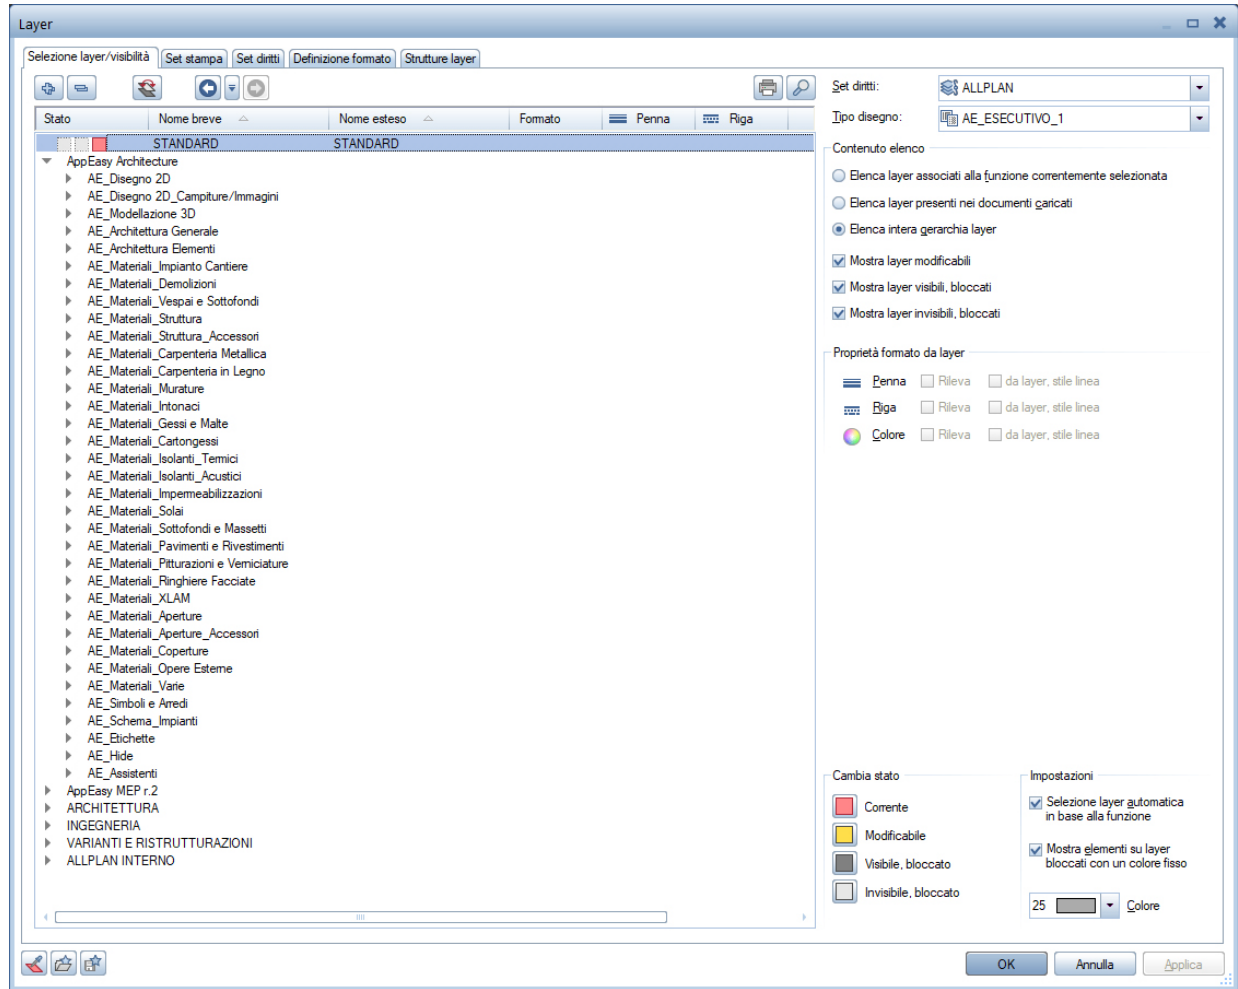 Layer
Selezione layer/visibilità Set stampa Set diritti Definizione formato Strutture layer
Stato Nome breve Nome esteso Formato Penna Riga
STANDARD STANDARD
AppEasy Architecture
AE_Disegno 2D
AE_Disegno 2D_Campiture/Immagini
AE_Modellazione 3D
AE_Architettura Generale
AE_Architettura Elementi
AE_Materiali_Impianto Cantiere
AE_Materiali_Demolizioni
AE_Materiali_Vespai e Sottofondi
AE_Materiali_Struttura
AE_Materiali_Struttura_Accessori
AE_Materiali_Carpenteria Metallica
AE_Materiali_Carpenteria in Legno
AE_Materiali_Murature
AE_Materiali_Intonaci
AE_Materiali_Gessi e Malte
AE_Materiali_Cartongessi
AE_Materiali_Isolanti_Termici
AE_Materiali_Isolanti_Acustici
AE_Materiali_Impermeabilizzazioni
AE_Materiali_Solai
AE_Materiali_Sottofondi e Massetti
AE_Materiali_Pavimenti e Rivestimenti
AE_Materiali_Pitturazioni e Verniciature
AE_Materiali_Ringhiere Facciate
AE_Materiali_XLAM
AE_Materiali_Aperture
AE_Materiali_Aperture_Accessori
AE_Materiali_Coperture
AE_Materiali_Opere Esterne
AE_Materiali_Varie
AE_Simboli e Arredi
AE_Schema_Impianti
AE_Etichette
AE_Hide
AE_Assistenti
AppEasy MEP r.2
ARCHITETTURA
INGEGNERIA
VARIANTI E RISTRUTTURAZIONI
ALLPLAN INTERNO
Set diritti: ALLPLAN
Tipo disegno: AE_ESECUTIVO_1
Contenuto elenco
Elenca layer associati alla funzione correntemente selezionata
Elenca layer presenti nei documenti caricati
Elenca intera gerarchia layer
Mostra layer modificabili
Mostra layer visibili, bloccati
Mostra layer invisibili, bloccati
Proprietà formato da layer
Penna Rileva da layer, stile linea
Riga Rileva da layer, stile linea
Colore Rileva da layer, stile linea
Cambia stato
Corrente
Modificabile
Visibile, bloccato
Invisibile, bloccato
Impostazioni
Selezione layer automatica
in base alla funzione
Mostra elementi su layer
bloccati con un colore fisso
25 Colore
OK Annulla Applica